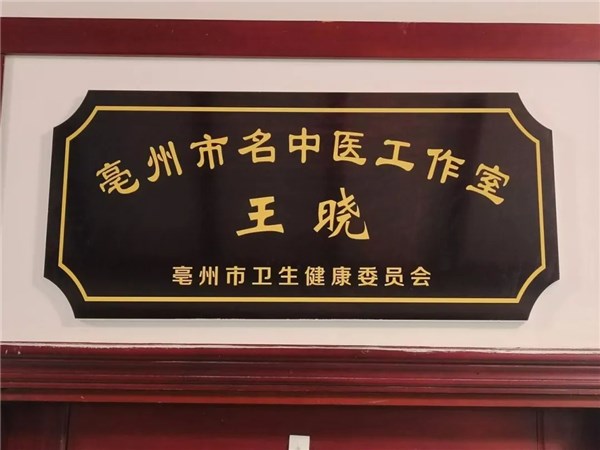 亳州市名中医工作室
王晓
亳州市卫生健康委员会